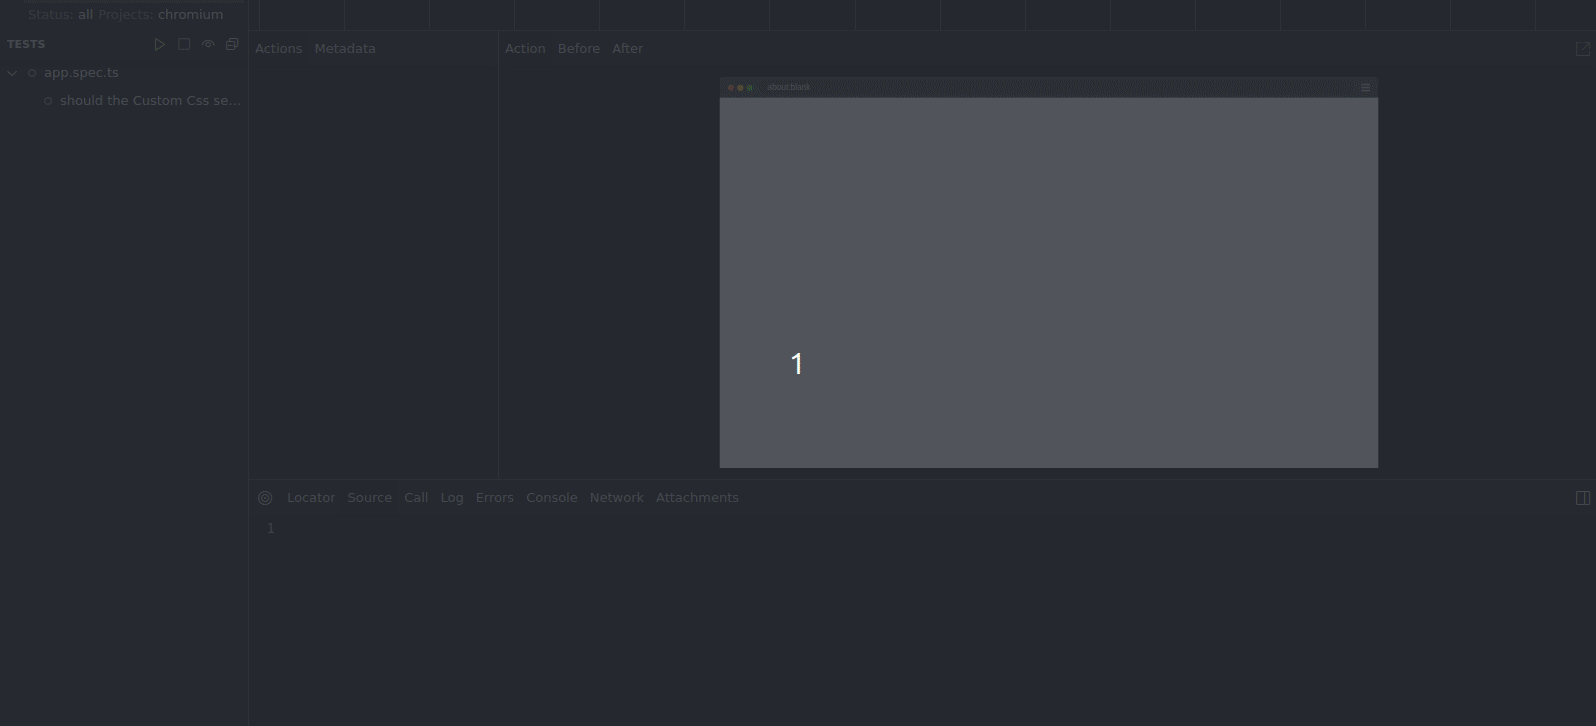 Status: all Projects: chromium
TESTS
app.spec.ts
should the Custom Css se...
Actions Metadata
Action Before After
about:blank
1
Locator Source Call Log Errors Console Network Attachments
1